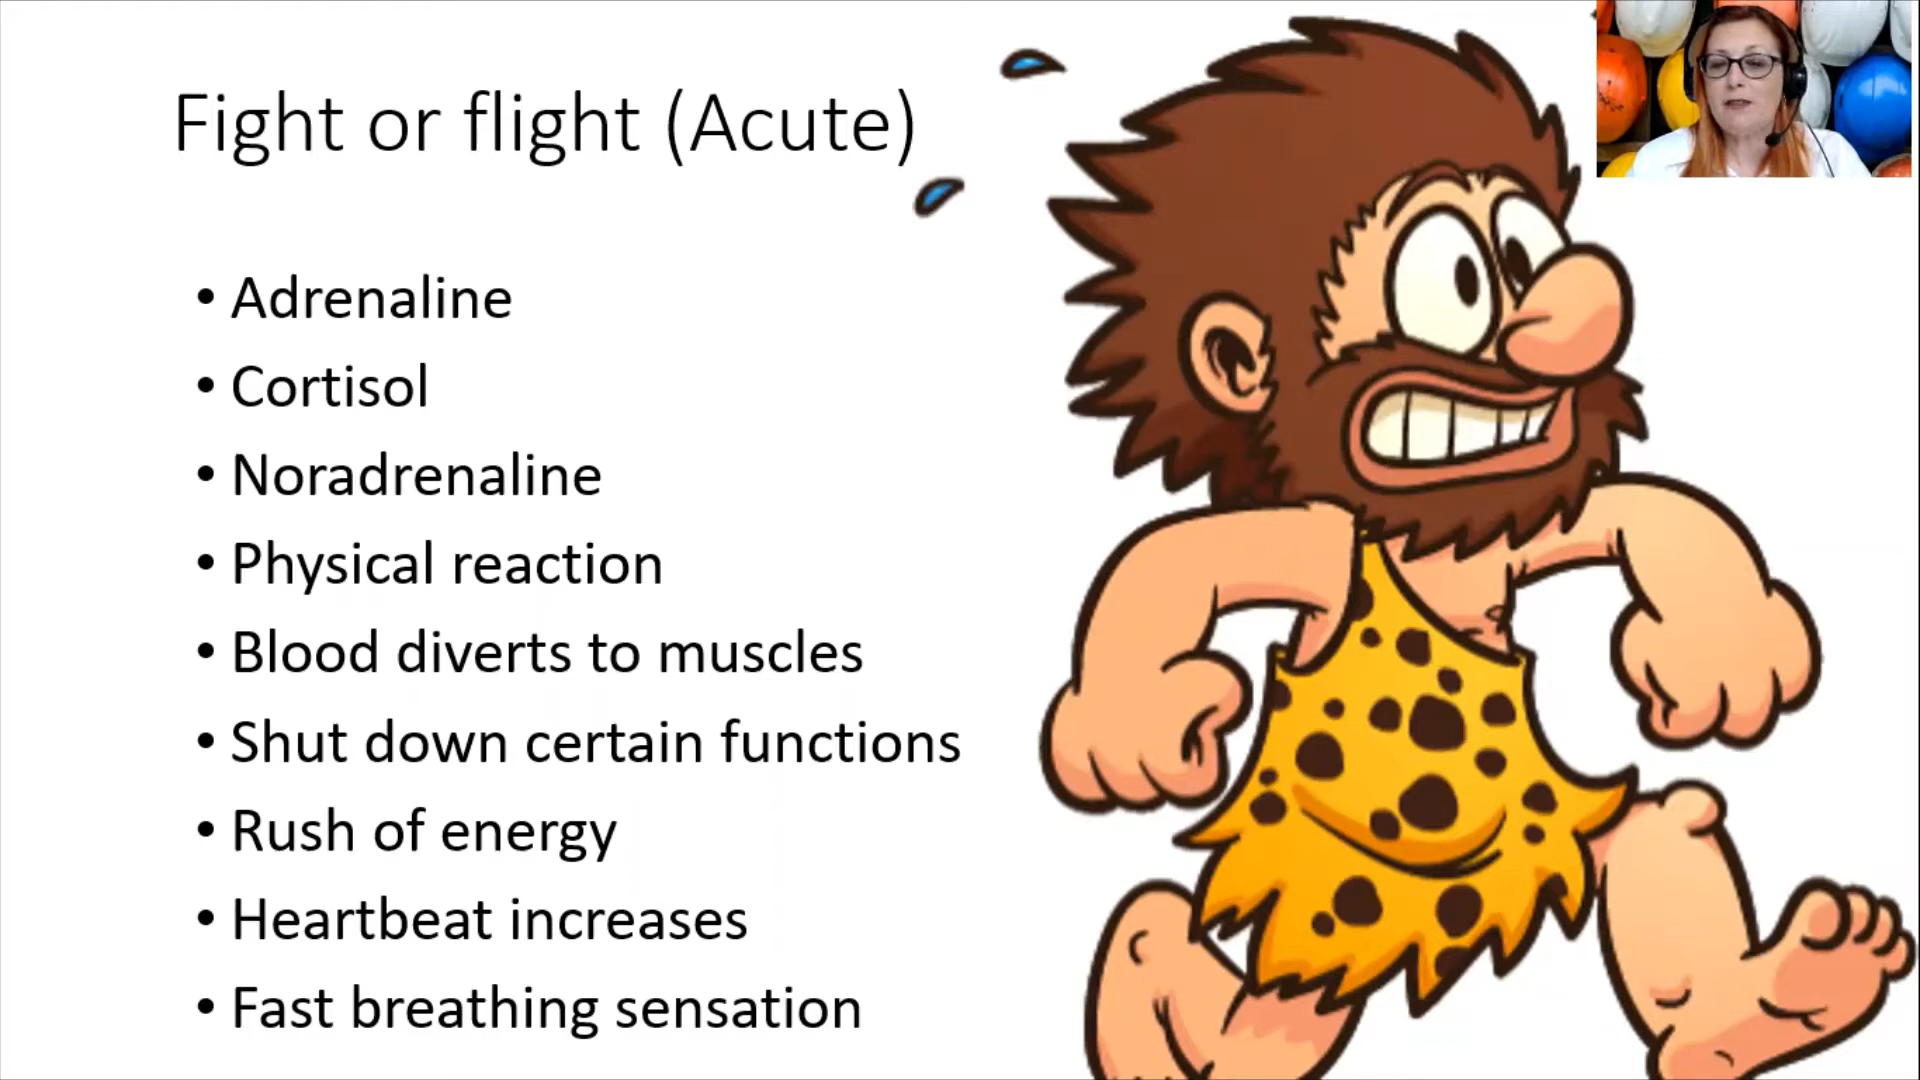 Fight or flight (Acute)
• Adrenaline
• Cortisol
• Noradrenaline
• Physical reaction
• Blood diverts to muscles
• Shut down certain functions
• Rush of energy
• Heartbeat increases
• Fast breathing sensation